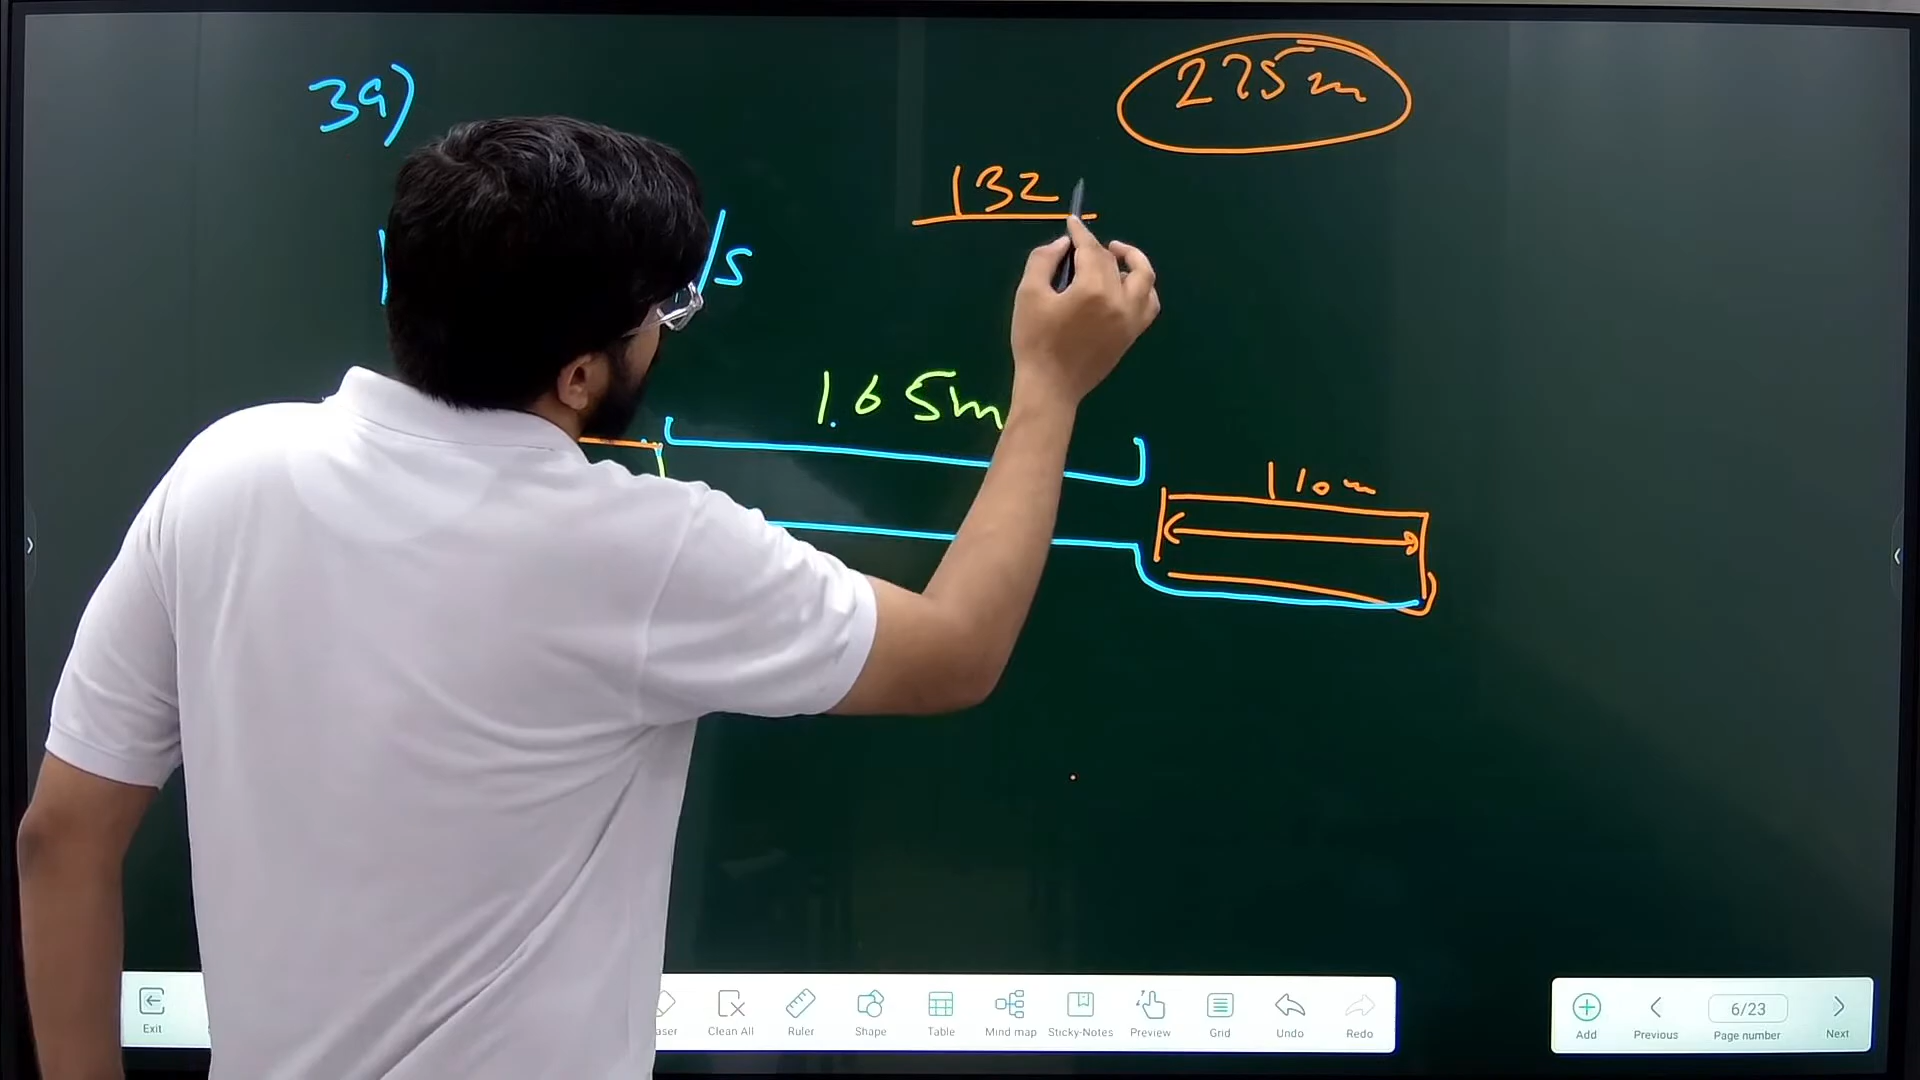 39)
275m
132
/s
1.65m
110m
Exit
aser
Clean All
Ruler
Shape
Table
Mind map
Sticky-Notes
Preview
Grid
Undo
Redo
Add
Previous
6/23
Page number
Next